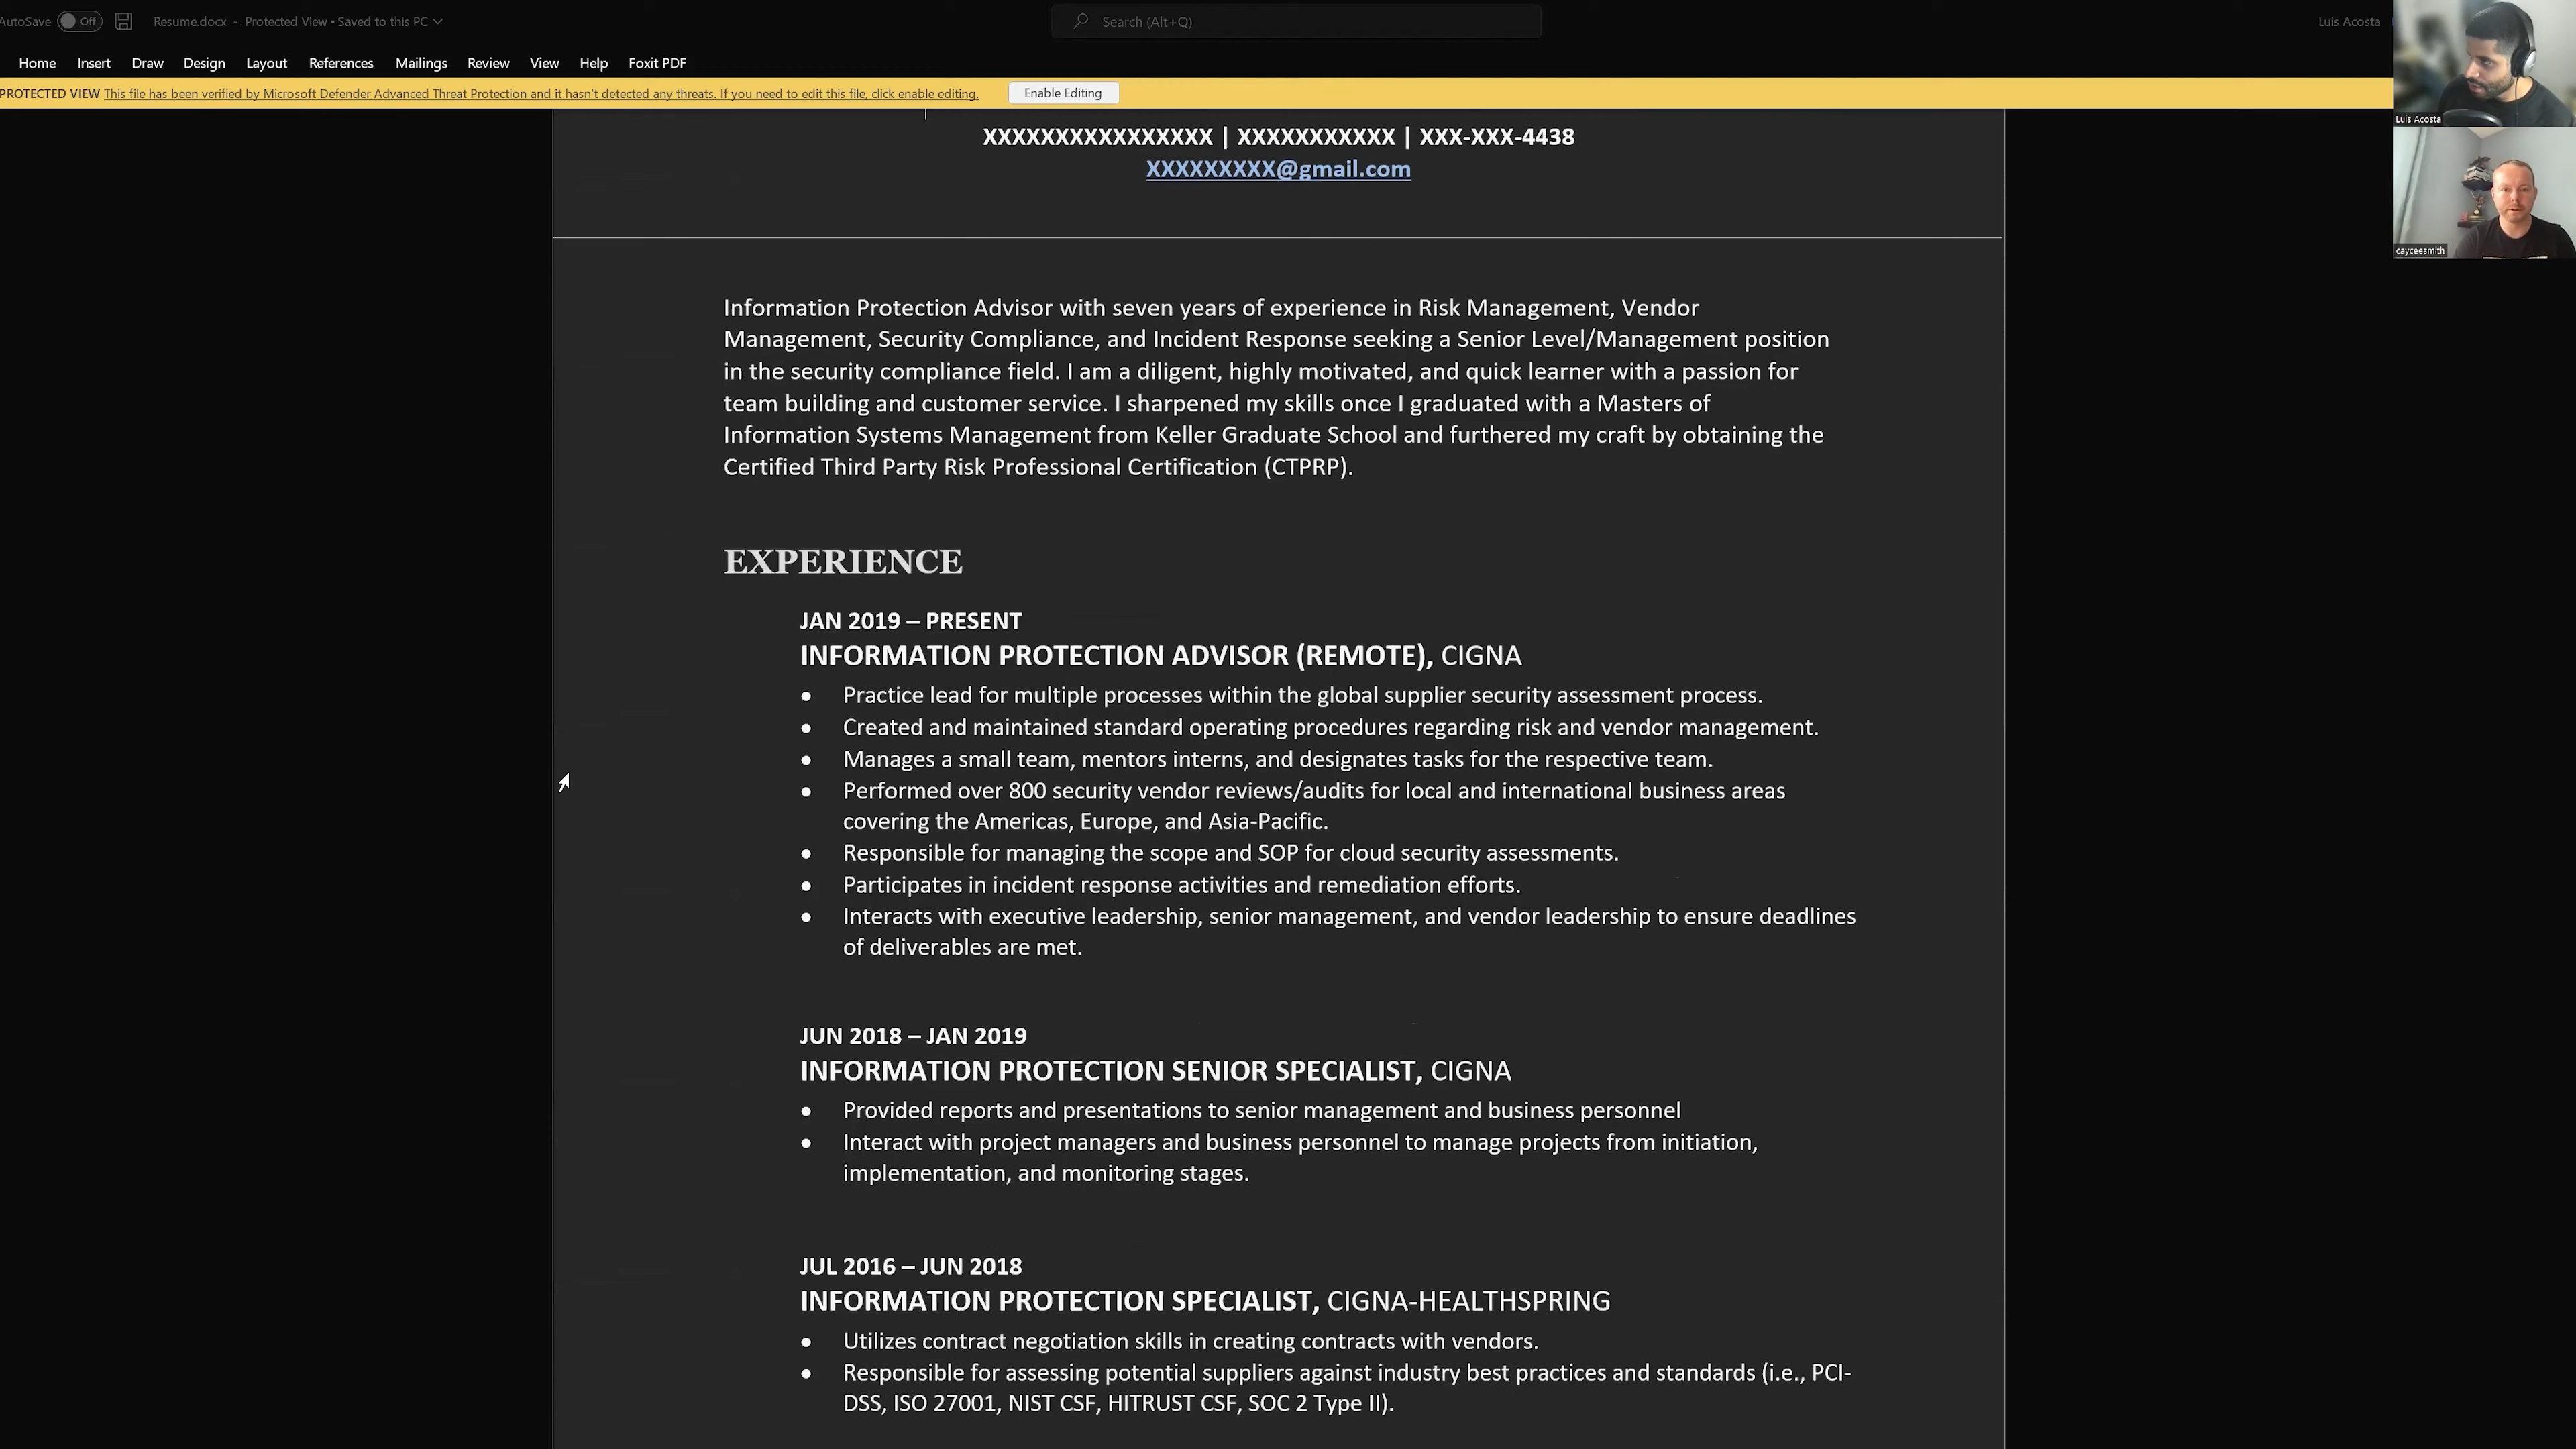 AutoSave Off Resume.docx - Protected View • Saved to this PC Search (Alt+Q) Luis Acosta
Home Insert Draw Design Layout References Mailings Review View Help Foxit PDF
PROTECTED VIEW This file has been verified by Microsoft Defender Advanced Threat Protection and it hasn't detected any threats. If you need to edit this file, click enable editing. Enable Editing
Luis Acosta
cayceesmith
XXXXXXXXXXXXXXXX | XXXXXXXXXXX | XXX-XXX-4438
XXXXXXXXX@gmail.com
Information Protection Advisor with seven years of experience in Risk Management, Vendor
Management, Security Compliance, and Incident Response seeking a Senior Level/Management position
in the security compliance field. I am a diligent, highly motivated, and quick learner with a passion for
team building and customer service. I sharpened my skills once I graduated with a Masters of
Information Systems Management from Keller Graduate School and furthered my craft by obtaining the
Certified Third Party Risk Professional Certification (CTPRP).
EXPERIENCE
JAN 2019 – PRESENT
INFORMATION PROTECTION ADVISOR (REMOTE), CIGNA
• Practice lead for multiple processes within the global supplier security assessment process.
• Created and maintained standard operating procedures regarding risk and vendor management.
• Manages a small team, mentors interns, and designates tasks for the respective team.
• Performed over 800 security vendor reviews/audits for local and international business areas
covering the Americas, Europe, and Asia-Pacific.
• Responsible for managing the scope and SOP for cloud security assessments.
• Participates in incident response activities and remediation efforts.
• Interacts with executive leadership, senior management, and vendor leadership to ensure deadlines
of deliverables are met.
JUN 2018 – JAN 2019
INFORMATION PROTECTION SENIOR SPECIALIST, CIGNA
• Provided reports and presentations to senior management and business personnel
• Interact with project managers and business personnel to manage projects from initiation,
implementation, and monitoring stages.
JUL 2016 – JUN 2018
INFORMATION PROTECTION SPECIALIST, CIGNA-HEALTHSPRING
• Utilizes contract negotiation skills in creating contracts with vendors.
• Responsible for assessing potential suppliers against industry best practices and standards (i.e., PCI-
DSS, ISO 27001, NIST CSF, HITRUST CSF, SOC 2 Type II).